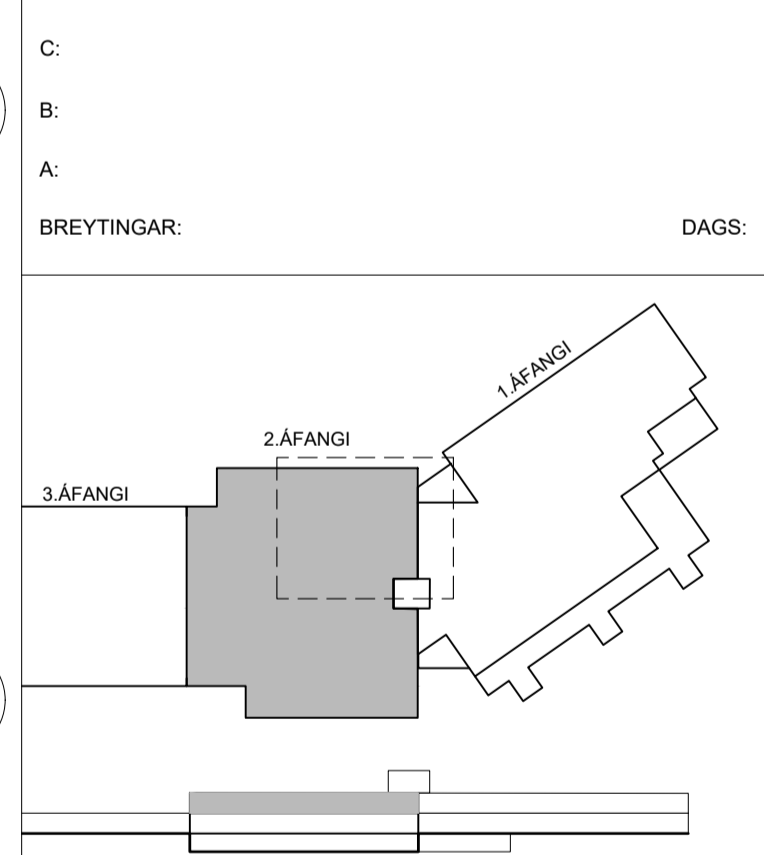 C:
B:
A:
BREYTINGAR: DAGS:
1.ÁFANGI
2.ÁFANGI
3.ÁFANGI